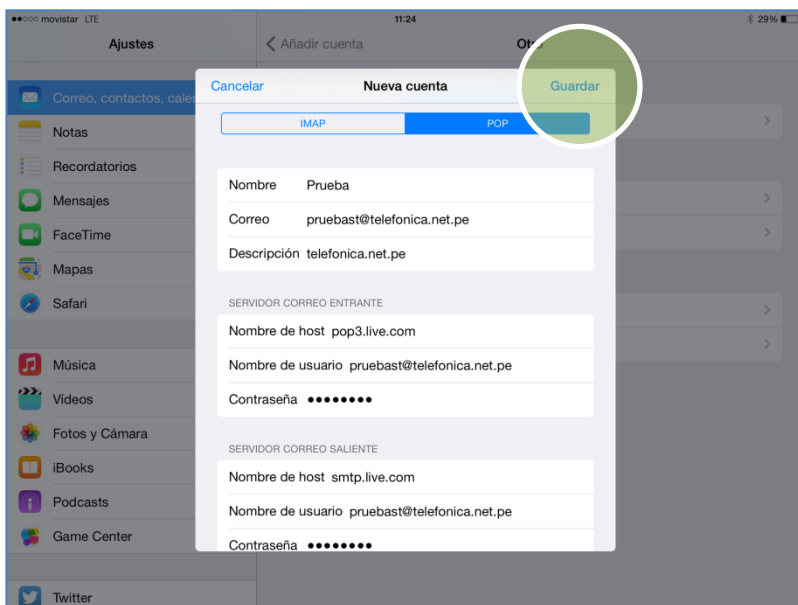 movistar LTE 11:24 29%
Ajustes Añadir cuenta Otro
Cancelar Nueva cuenta Guardar
Correo, contactos, caler
IMAP POP
Notas
Recordatorios
Mensajes
FaceTime
Mapas
Safari
Música
Vídeos
Fotos y Cámara
iBooks
Podcasts
Game Center
Twitter
Nombre Prueba
Correo pruebast@telefonica.net.pe
Descripción telefonica.net.pe
SERVIDOR CORREO ENTRANTE
Nombre de host pop3.live.com
Nombre de usuario pruebast@telefonica.net.pe
Contraseña ●●●●●●●●
SERVIDOR CORREO SALIENTE
Nombre de host smtp.live.com
Nombre de usuario pruebast@telefonica.net.pe
Contraseña ●●●●●●●●